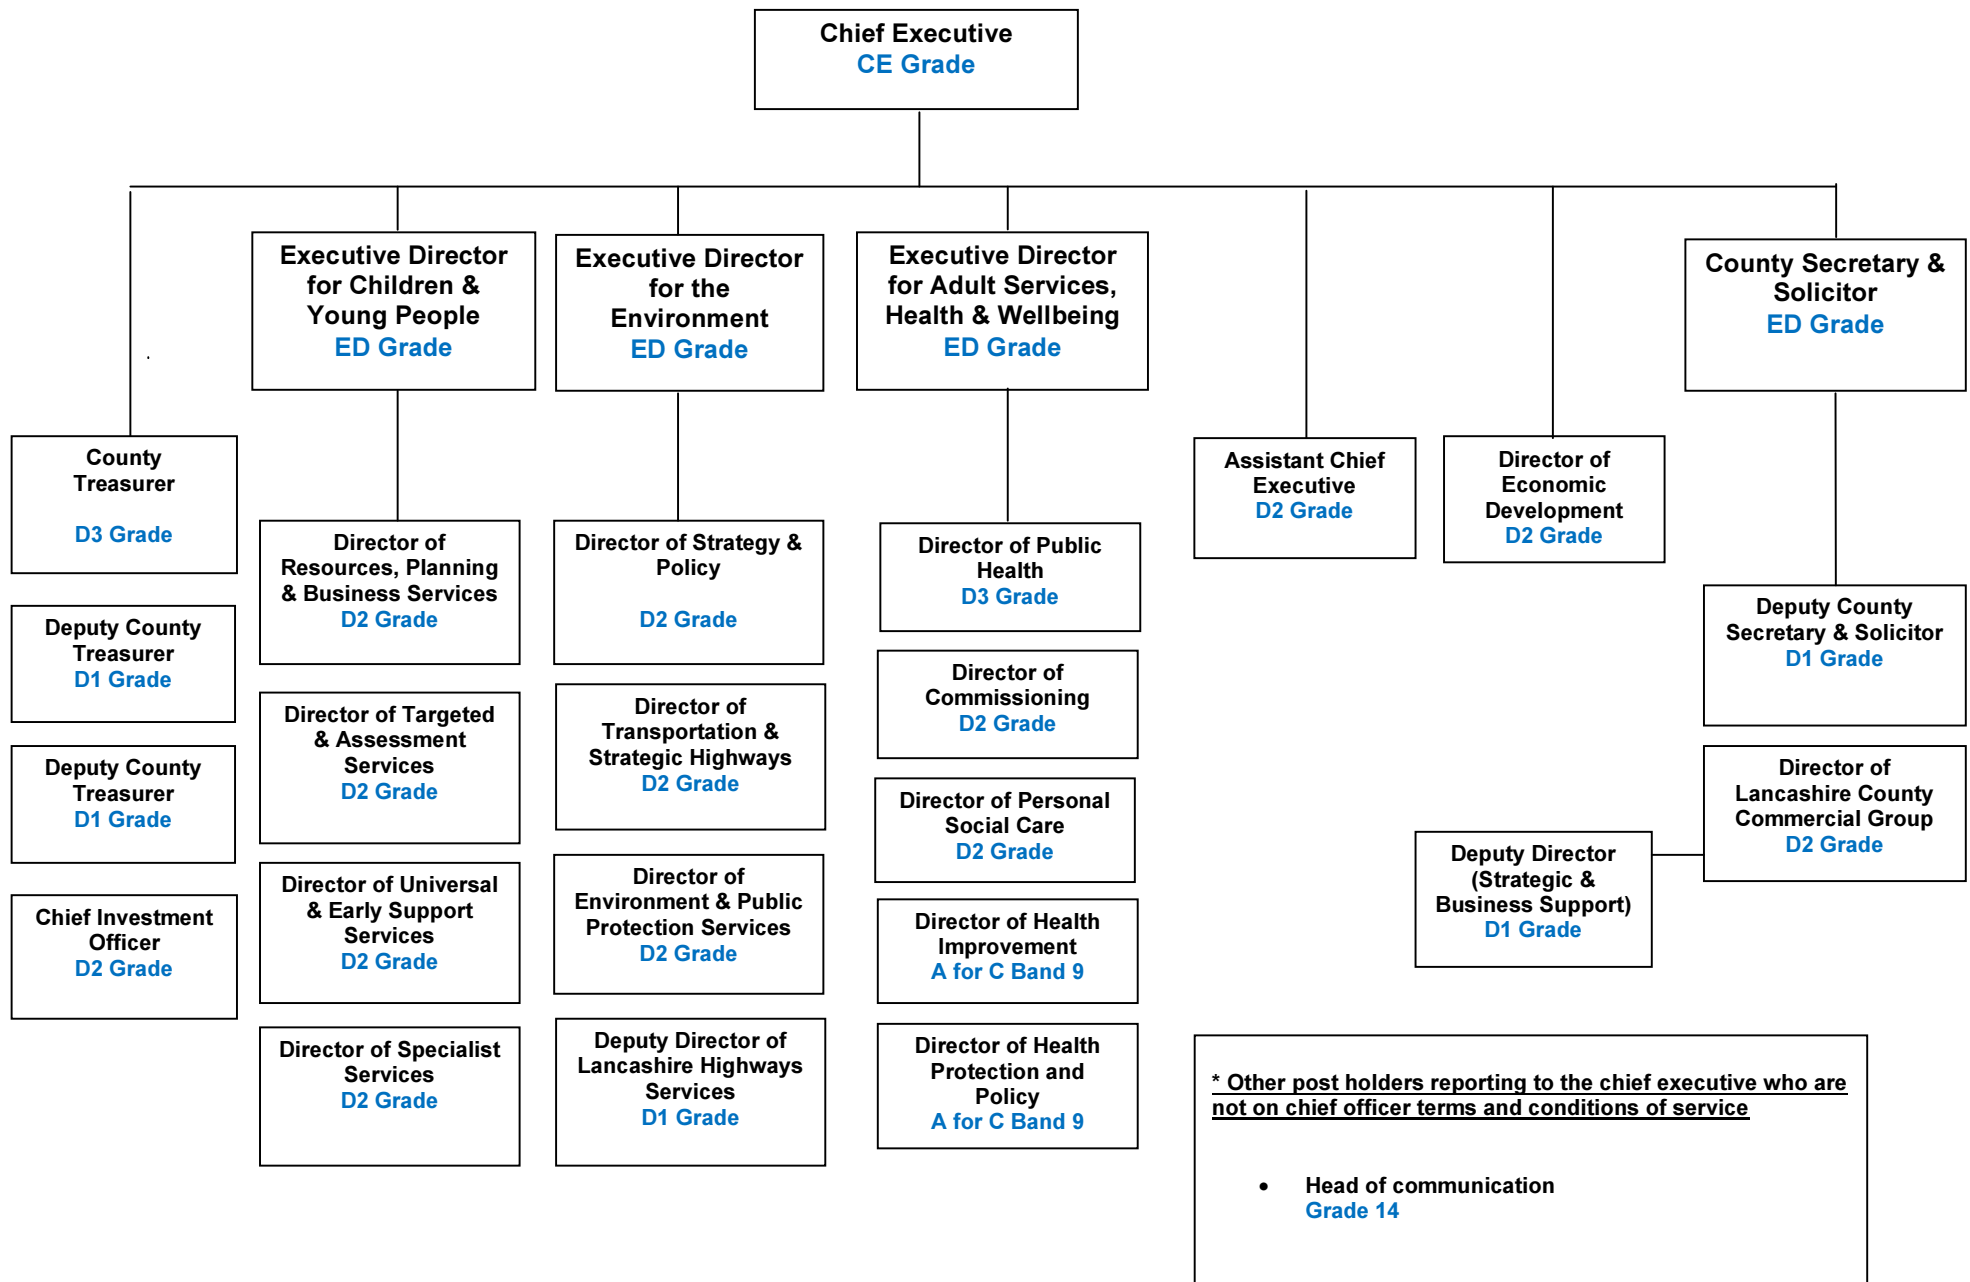 Chief Executive
CE Grade
Executive Director
for Children &
Young People
ED Grade
Executive Director
for the
Environment
ED Grade
Executive Director
for Adult Services,
Health & Wellbeing
ED Grade
County Secretary &
Solicitor
ED Grade
County
Treasurer
D3 Grade
Deputy County
Treasurer
D1 Grade
Deputy County
Treasurer
D1 Grade
Chief Investment
Officer
D2 Grade
Director of
Resources, Planning
& Business Services
D2 Grade
Director of Targeted
& Assessment
Services
D2 Grade
Director of Universal
& Early Support
Services
D2 Grade
Director of Specialist
Services
D2 Grade
Director of Strategy &
Policy
D2 Grade
Director of
Transportation &
Strategic Highways
D2 Grade
Director of
Environment & Public
Protection Services
D2 Grade
Deputy Director of
Lancashire Highways
Services
D1 Grade
Director of Public
Health
D3 Grade
Director of
Commissioning
D2 Grade
Director of Personal
Social Care
D2 Grade
Director of Health
Improvement
A for C Band 9
Director of Health
Protection and
Policy
A for C Band 9
Assistant Chief
Executive
D2 Grade
Director of
Economic
Development
D2 Grade
Deputy County
Secretary & Solicitor
D1 Grade
Director of
Lancashire County
Commercial Group
D2 Grade
Deputy Director
(Strategic &
Business Support)
D1 Grade
* Other post holders reporting to the chief executive who are
not on chief officer terms and conditions of service
• Head of communication
Grade 14